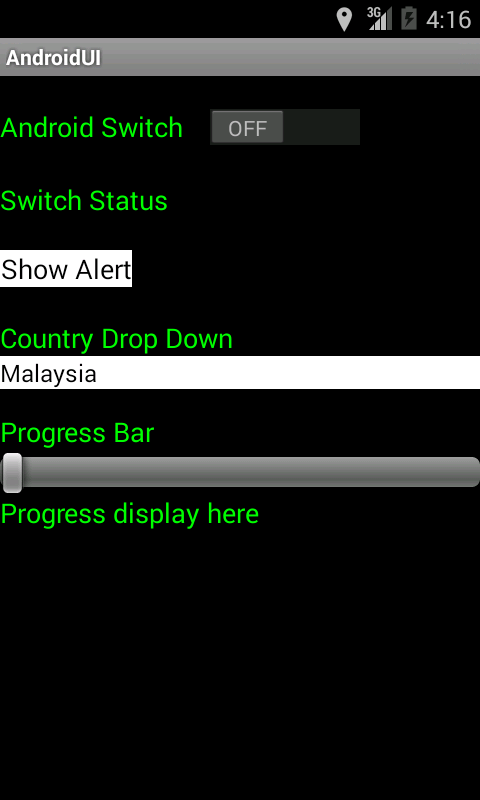 3G 4:16
AndroidUI
Android Switch OFF
Switch Status
Show Alert
Country Drop Down
Malaysia
Progress Bar
Progress display here